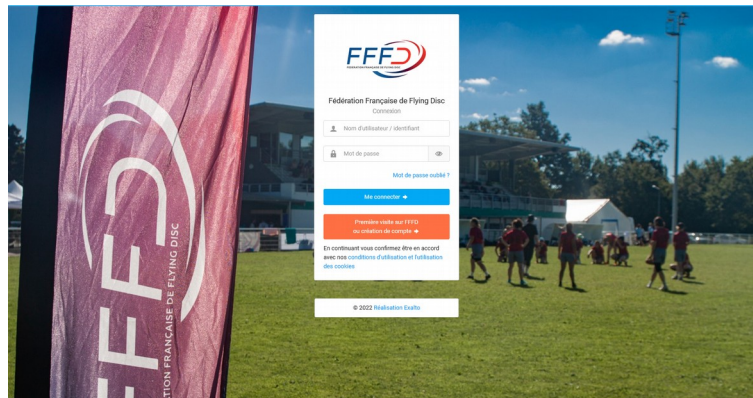 FFFD
FÉDÉRATION FRANÇAISE DE FLYING DISC
Fédération Française de Flying Disc
Connexion
Nom d'utilisateur / identifiant
Mot de passe
Mot de passe oublié ?
Me connecter
Première visite sur FFFD
ou création de compte
En continuant vous confirmez être en accord
avec nos conditions d'utilisation et l'utilisation
des cookies
© 2022 Réalisation Exalto
FFFD
TION FRANÇAISE DE FLYING DISC